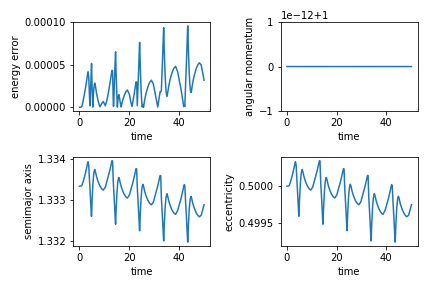 0.00010
0.00005
0.00000
energy error
0
20
40
time
1e−12+1
1
0
−1
angular momentum
0
20
40
time
1.334
1.333
1.332
semimajor axis
0
20
40
time
0.5000
0.4995
eccentricity
0
20
40
time